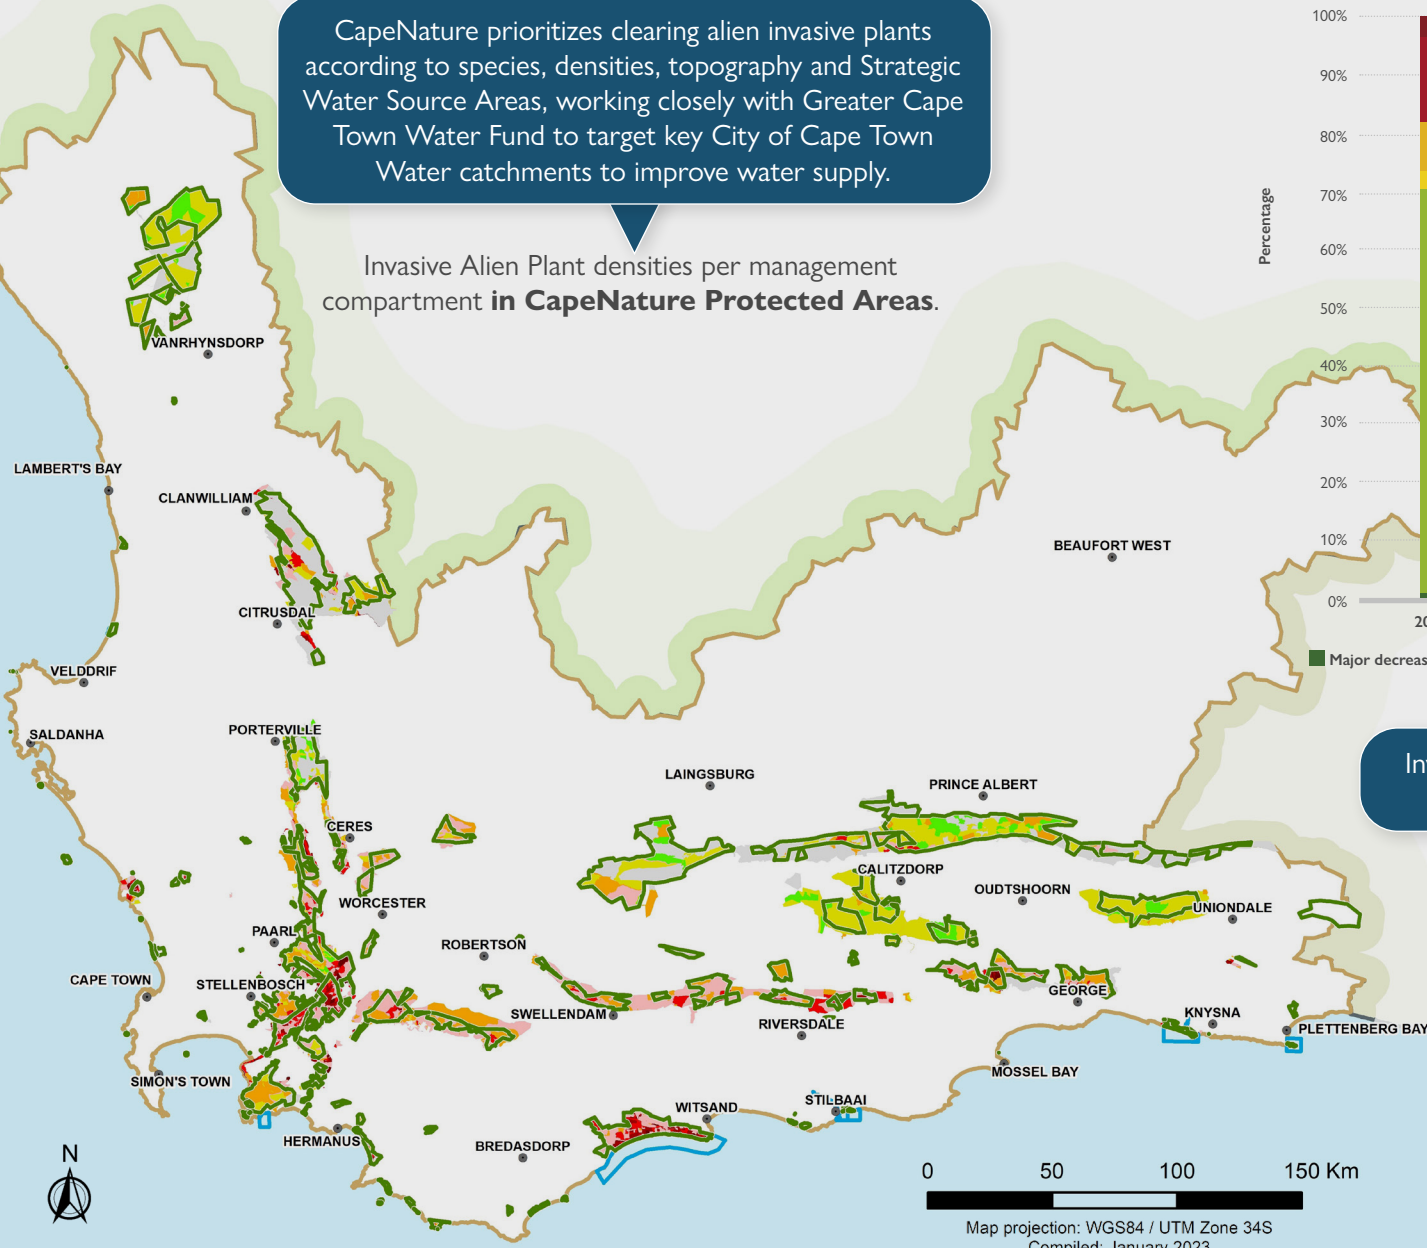 CapeNature prioritizes clearing alien invasive plants
according to species, densities, topography and Strategic
Water Source Areas, working closely with Greater Cape
Town Water Fund to target key City of Cape Town
Water catchments to improve water supply.
Invasive Alien Plant densities per management
compartment in CapeNature Protected Areas.
100%
90%
80%
70%
60%
50%
40%
30%
20%
10%
0%
Percentage
20
Major decreas
In
VANRHYNSDORP
LAMBERT'S BAY
CLANWILLIAM
BEAUFORT WEST
CITRUSDAL
VELDDRIF
SALDANHA
PORTERVILLE
LAINGSBURG
PRINCE ALBERT
CERES
CALITZDORP
OUDTSHOORN
UNIONDALE
WORCESTER
PAARL
ROBERTSON
CAPE TOWN
STELLENBOSCH
GEORGE
SWELLENDAM
RIVERSDALE
KNYSNA
PLETTENBERG BAY
MOSSEL BAY
SIMON'S TOWN
STILBAAI
WITSAND
HERMANUS
BREDASDORP
N
0 50 100 150 Km
Map projection: WGS84 / UTM Zone 34S
Compiled: January 2023